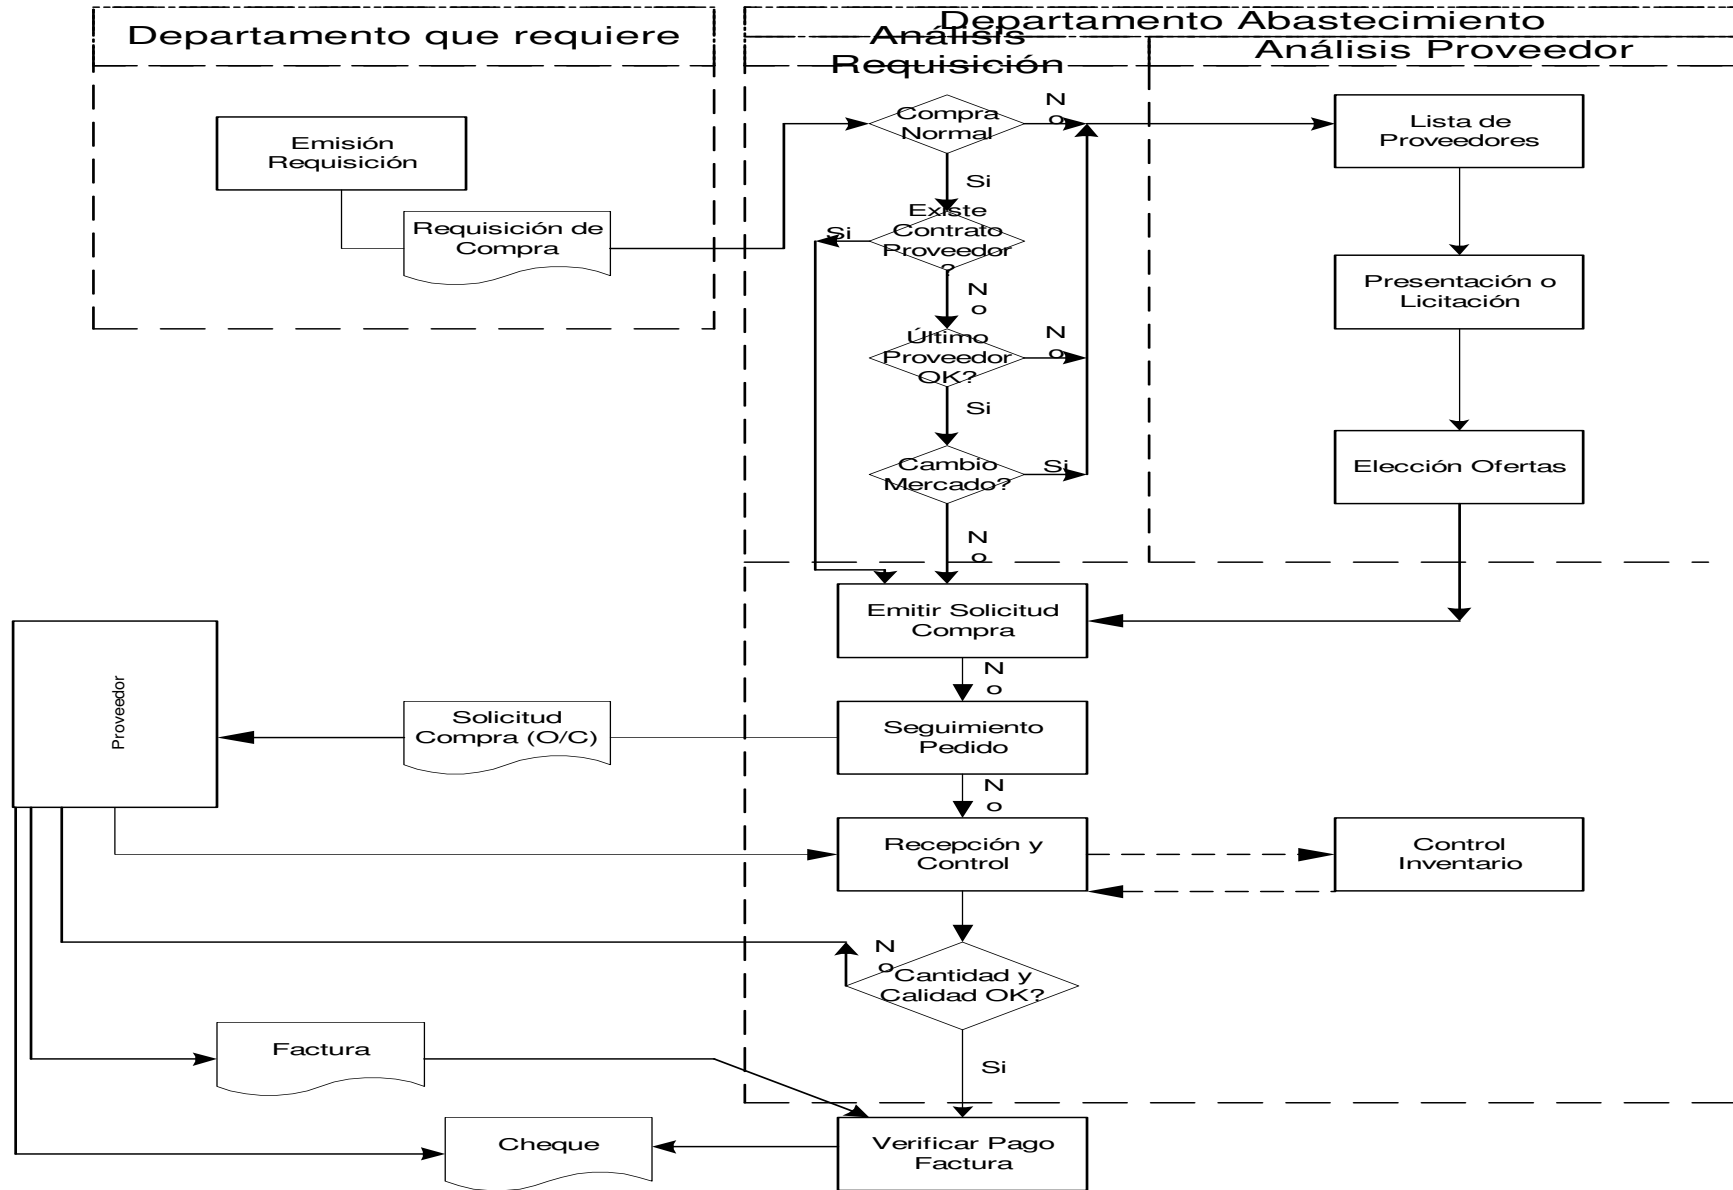 Departamento que requiere
Departamento Abastecimiento
Análisis
Requisición
Análisis Proveedor
Emisión
Requisición
Requisición de
Compra
Compra
Normal
N
o
Si
Existe
Contrato
Proveedor
?
Si
N
o
Último
Proveedor
OK?
N
o
Si
Cambio
Mercado?
Si
N
o
Lista de
Proveedores
Presentación o
Licitación
Elección Ofertas
Emitir Solicitud
Compra
N
o
Proveedor
Solicitud
Compra (O/C)
Seguimiento
Pedido
N
o
Recepción y
Control
Control
Inventario
N
o
Cantidad y
Calidad OK?
Si
Factura
Cheque
Verificar Pago
Factura